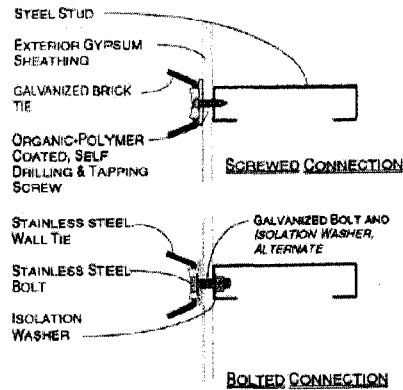 STEEL STUD
EXTERIOR GYPSUM
SHEATHING
GALVANIZED BRICK
TIE
ORGANIC-POLYMER
COATED, SELF
DRILLING & TAPPING
SCREW
SCREWED CONNECTION
STAINLESS STEEL
WALL TIE
STAINLESS STEEL
BOLT
ISOLATION
WASHER
GALVANIZED BOLT AND
ISOLATION WASHER,
ALTERNATE
BOLTED CONNECTION